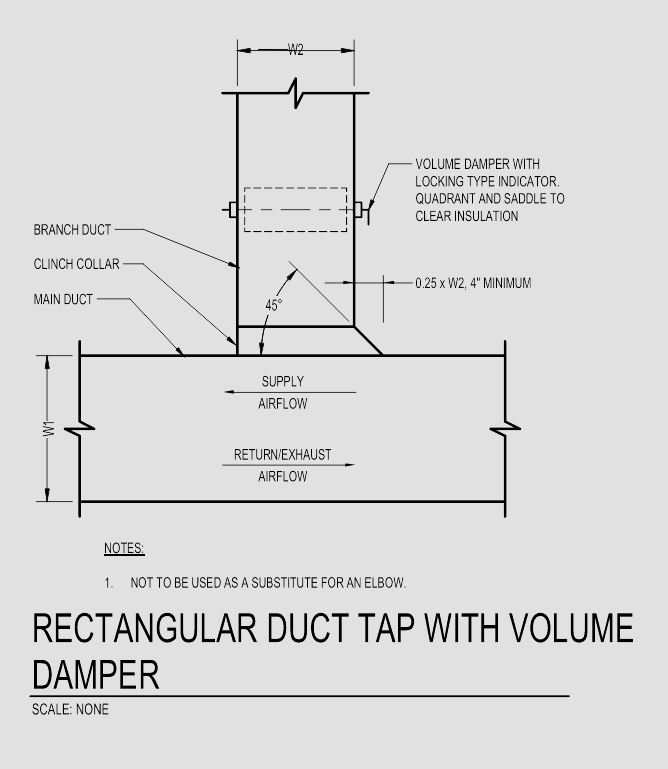 W2
VOLUME DAMPER WITH
LOCKING TYPE INDICATOR.
QUADRANT AND SADDLE TO
CLEAR INSULATION
BRANCH DUCT
CLINCH COLLAR
0.25 x W2, 4" MINIMUM
MAIN DUCT
45°
SUPPLY
AIRFLOW
W1
RETURN/EXHAUST
AIRFLOW
NOTES:
1. NOT TO BE USED AS A SUBSTITUTE FOR AN ELBOW.
RECTANGULAR DUCT TAP WITH VOLUME
DAMPER
SCALE: NONE